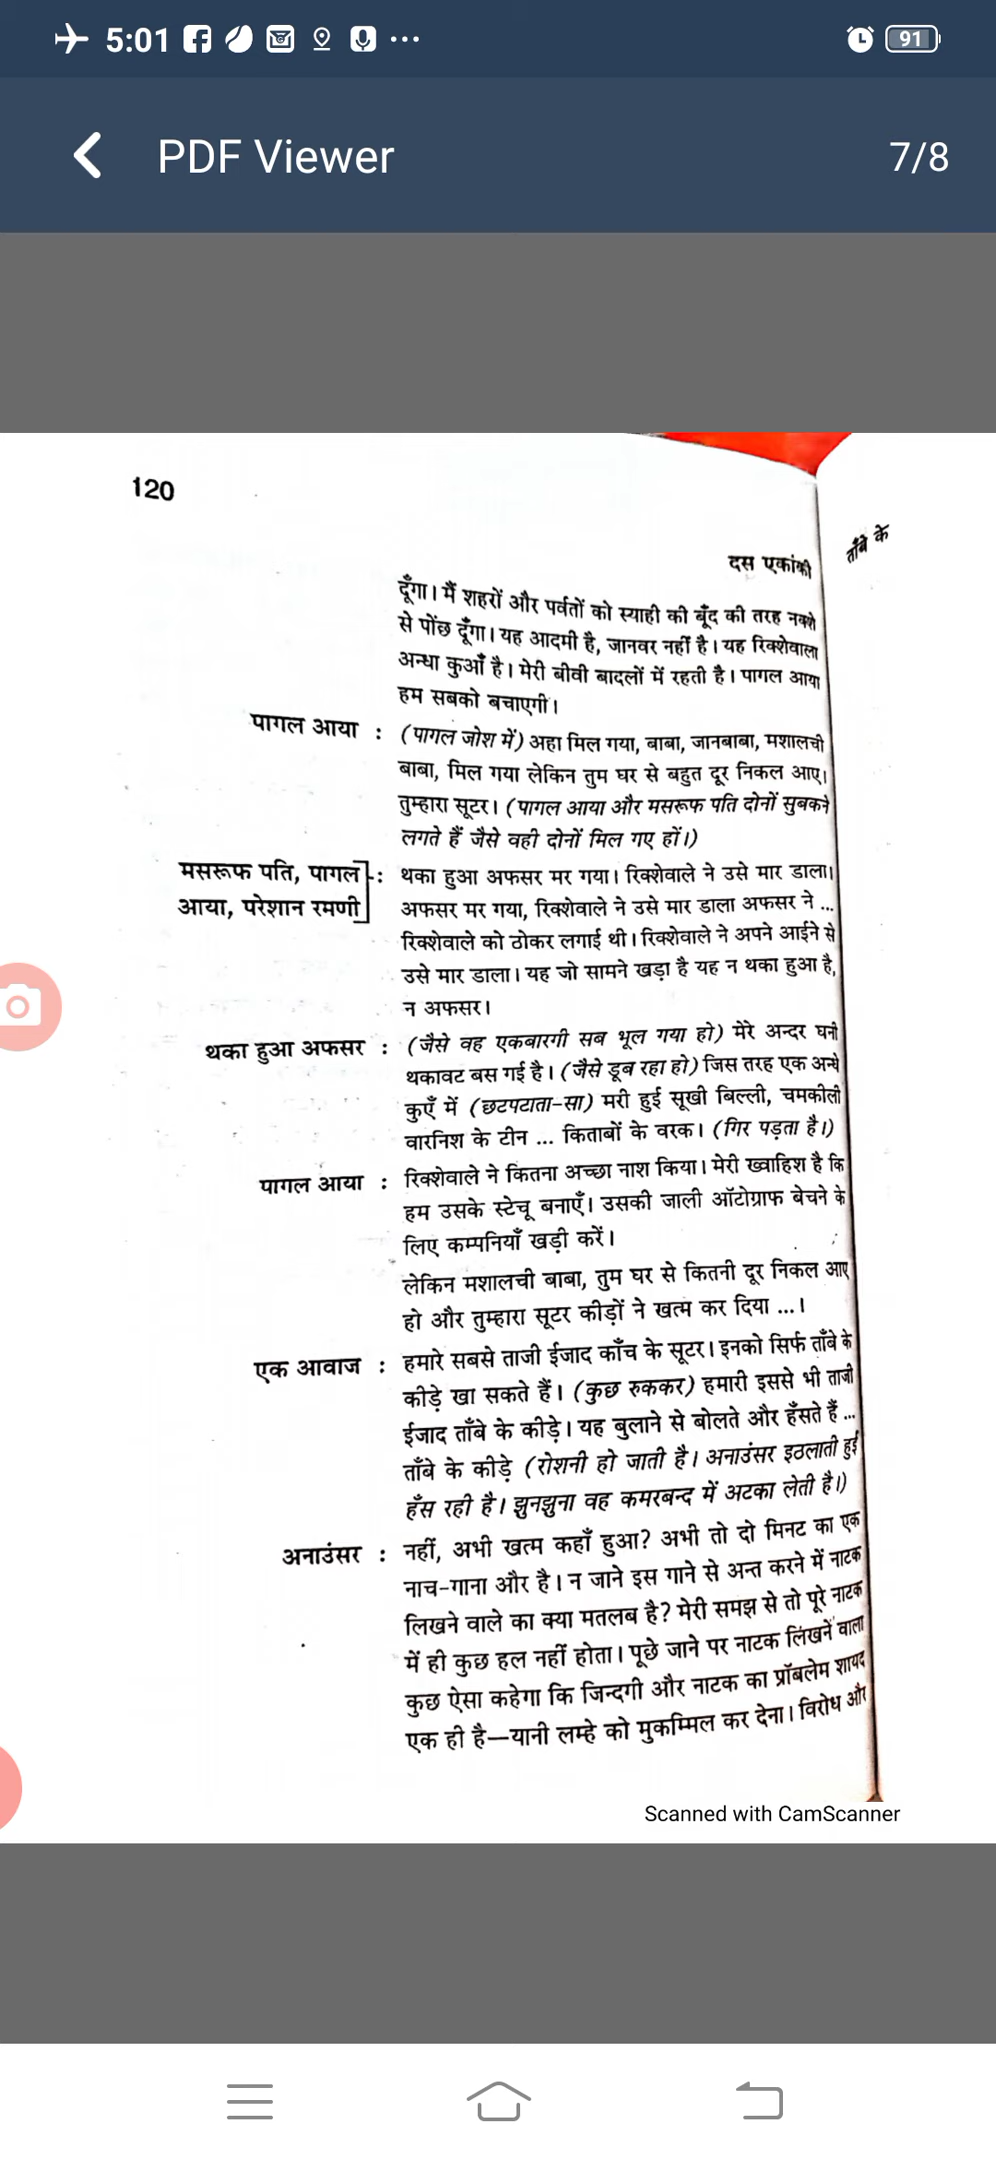 5:01
91
PDF Viewer
7/8
120
दस एकांकी
ताँबे के
दूँगा। मैं शहरों और पर्वतों को स्याही की बूँद की तरह नक्शे
से पोंछ दूँगा। यह आदमी है, जानवर नहीं है। यह रिक्शेवाला
अन्धा कुआँ है। मेरी बीवी बादलों में रहती है। पागल आया
हम सबको बचाएगी।
पागल आया : (पागल जोश में) अहा मिल गया, बाबा, जानबाबा, मशालची
बाबा, मिल गया लेकिन तुम घर से बहुत दूर निकल आए।
तुम्हारा सूटर। (पागल आया और मसरूफ पति दोनों सुबकने
लगते हैं जैसे वही दोनों मिल गए हों।)
मसरूफ पति, पागल : थका हुआ अफसर मर गया। रिक्शेवाले ने उसे मार डाला।
आया, परेशान रमणी अफसर मर गया, रिक्शेवाले ने उसे मार डाला अफसर ने ...
रिक्शेवाले को ठोकर लगाई थी। रिक्शेवाले ने अपने आईने से
उसे मार डाला। यह जो सामने खड़ा है यह न थका हुआ है,
न अफसर।
थका हुआ अफसर : (जैसे वह एकबारगी सब भूल गया हो) मेरे अन्दर घनी
थकावट बस गई है। (जैसे डूब रहा हो) जिस तरह एक अन्धे
कुएँ में (छटपटाता-सा) मरी हुई सूखी बिल्ली, चमकीली
वारनिश के टीन ... किताबों के वरक। (गिर पड़ता है।)
पागल आया : रिक्शेवाले ने कितना अच्छा नाश किया। मेरी ख्वाहिश है कि
हम उसके स्टेचू बनाएँ। उसकी जाली ऑटोग्राफ बेचने के
लिए कम्पनियाँ खड़ी करें।
लेकिन मशालची बाबा, तुम घर से कितनी दूर निकल आए
हो और तुम्हारा सूटर कीड़ों ने खत्म कर दिया ...।
एक आवाज : हमारे सबसे ताजी ईजाद काँच के सूटर। इनको सिर्फ ताँबे के
कीड़े खा सकते हैं। (कुछ रुककर) हमारी इससे भी ताजी
ईजाद ताँबे के कीड़े। यह बुलाने से बोलते और हँसते हैं ...
ताँबे के कीड़े (रोशनी हो जाती है। अनाउंसर इठलाती हुई
हँस रही है। झुनझुना वह कमरबन्द में अटका लेती है।)
अनाउंसर : नहीं, अभी खत्म कहाँ हुआ? अभी तो दो मिनट का एक
नाच-गाना और है। न जाने इस गाने से अन्त करने में नाटक
लिखने वाले का क्या मतलब है? मेरी समझ से तो पूरे नाटक
में ही कुछ हल नहीं होता। पूछे जाने पर नाटक लिखने वाला
कुछ ऐसा कहेगा कि जिन्दगी और नाटक का प्रॉबलेम शायद
एक ही है—यानी लम्हे को मुकम्मिल कर देना। विरोध और
Scanned with CamScanner